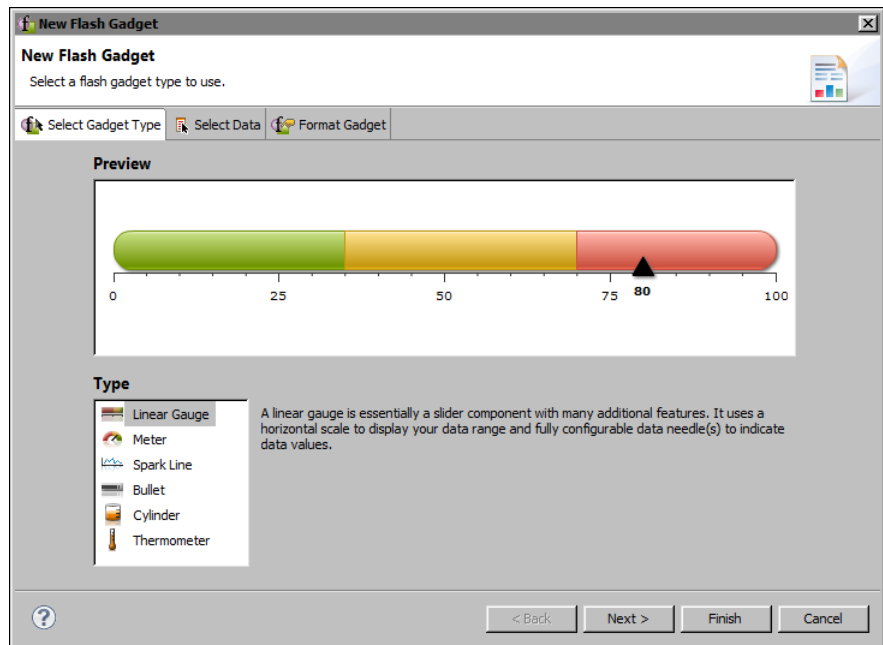 New Flash Gadget
New Flash Gadget
Select a flash gadget type to use.
Select Gadget Type Select Data Format Gadget
Preview
0 25 50 75 80 100
Type
Linear Gauge
Meter
Spark Line
Bullet
Cylinder
Thermometer
A linear gauge is essentially a slider component with many additional features. It uses a
horizontal scale to display your data range and fully configurable data needle(s) to indicate
data values.
< Back Next > Finish Cancel